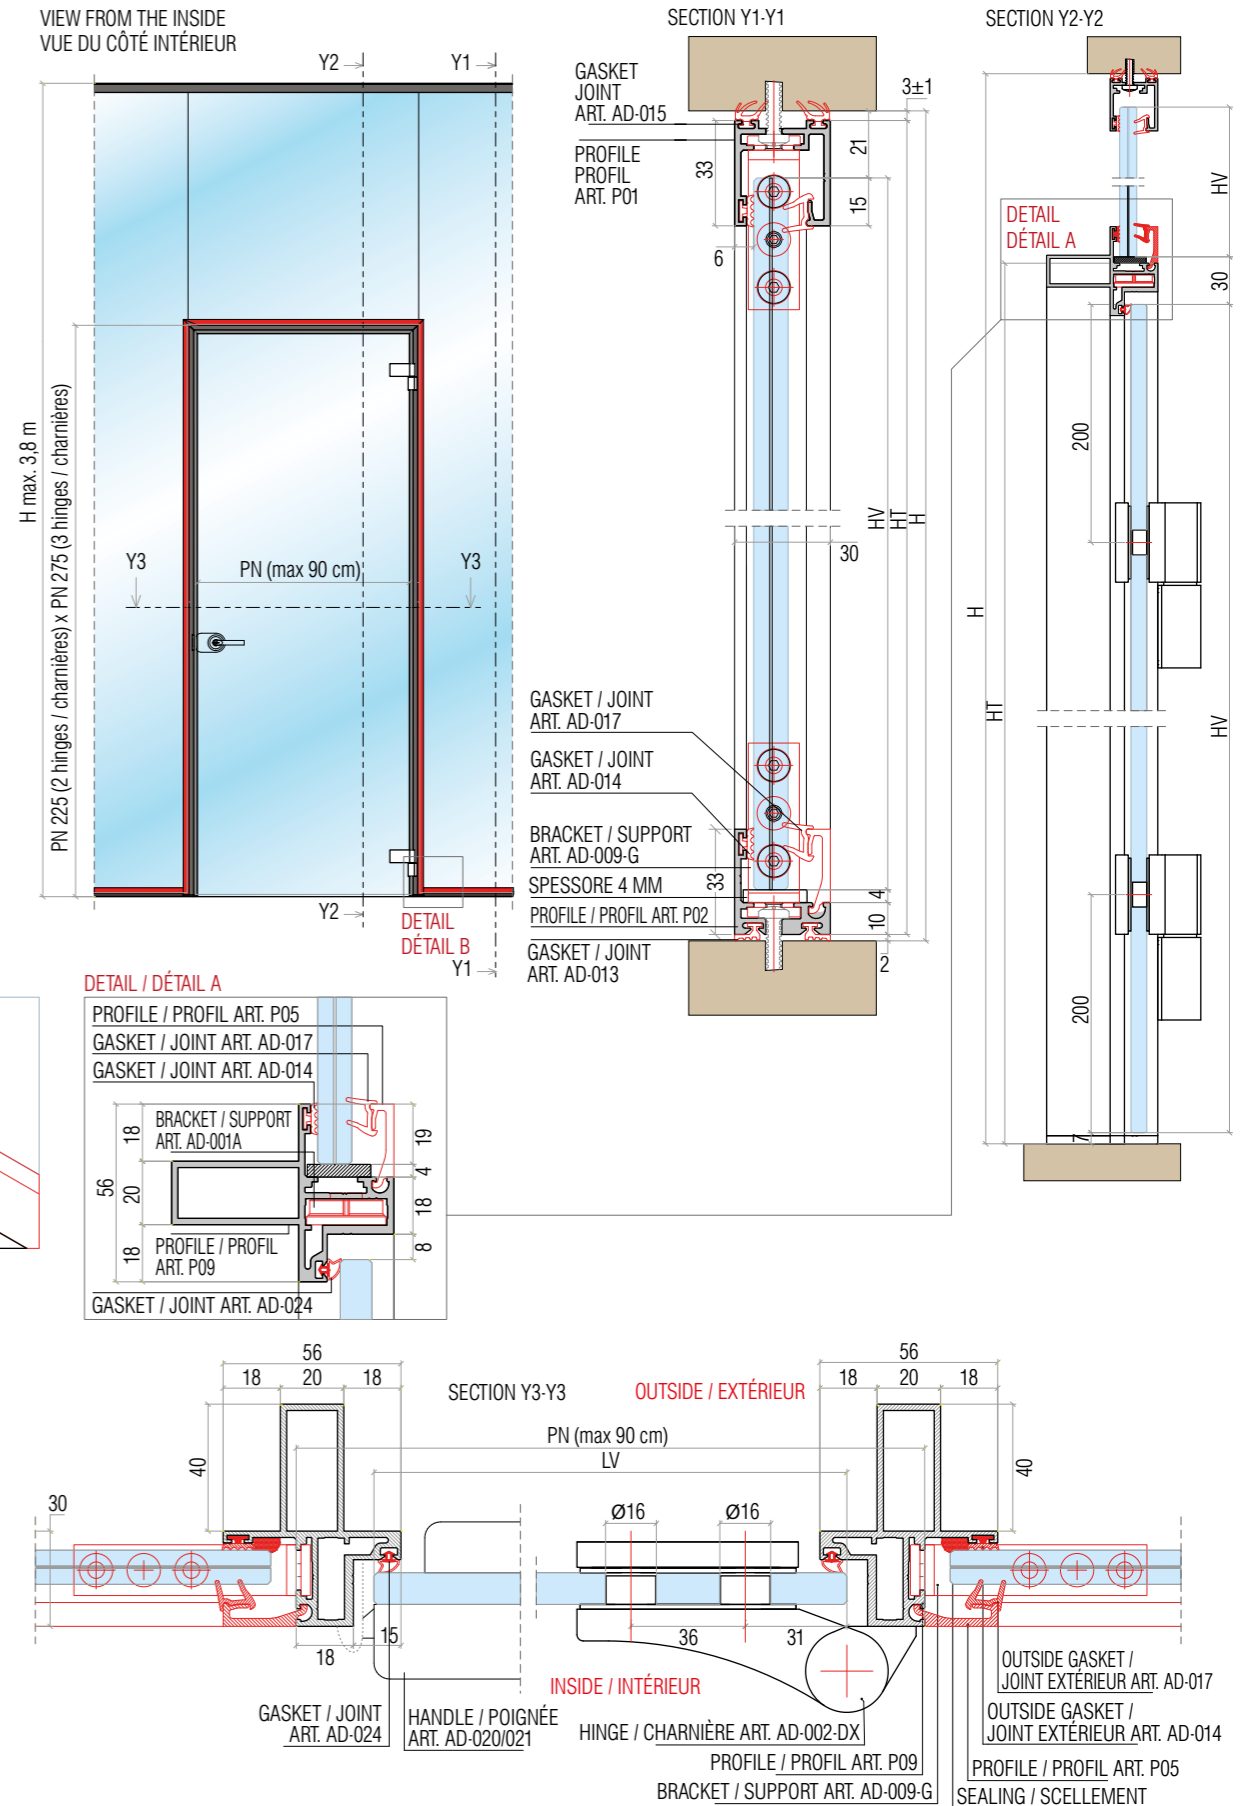 VIEW FROM THE INSIDE
VUE DU CÔTÉ INTÉRIEUR
Y2
Y1
H max. 3,8 m
PN 225 (2 hinges / charnières) x PN 275 (3 hinges / charnières)
Y3
Y3
PN (max 90 cm)
Y2
DETAIL
DÉTAIL B
Y1
SECTION Y1-Y1
GASKET
JOINT
ART. AD-015
PROFILE
PROFIL
ART. P01
3±1
33
21
15
6
HV
HT
H
30
GASKET / JOINT
ART. AD-017
GASKET / JOINT
ART. AD-014
BRACKET / SUPPORT
ART. AD-009-G
SPESSORE 4 MM
PROFILE / PROFIL ART. P02
GASKET / JOINT
ART. AD-013
33
4
10
2
SECTION Y2-Y2
DETAIL
DÉTAIL A
HV
30
200
H
HT
HV
200
7
DETAIL / DÉTAIL A
PROFILE / PROFIL ART. P05
GASKET / JOINT ART. AD-017
GASKET / JOINT ART. AD-014
BRACKET / SUPPORT
ART. AD-001A
18
19
4
56
20
18
18
8
PROFILE / PROFIL
ART. P09
GASKET / JOINT ART. AD-024
56
18 20 18
SECTION Y3-Y3
OUTSIDE / EXTÉRIEUR
56
18 20 18
PN (max 90 cm)
LV
40
40
30
Ø16
Ø16
36
31
18
15
INSIDE / INTÉRIEUR
GASKET / JOINT
ART. AD-024
HANDLE / POIGNÉE
ART. AD-020/021
HINGE / CHARNIÈRE ART. AD-002-DX
PROFILE / PROFIL ART. P09
BRACKET / SUPPORT ART. AD-009-G
OUTSIDE GASKET /
JOINT EXTÉRIEUR ART. AD-017
OUTSIDE GASKET /
JOINT EXTÉRIEUR ART. AD-014
PROFILE / PROFIL ART. P05
SEALING / SCELLEMENT